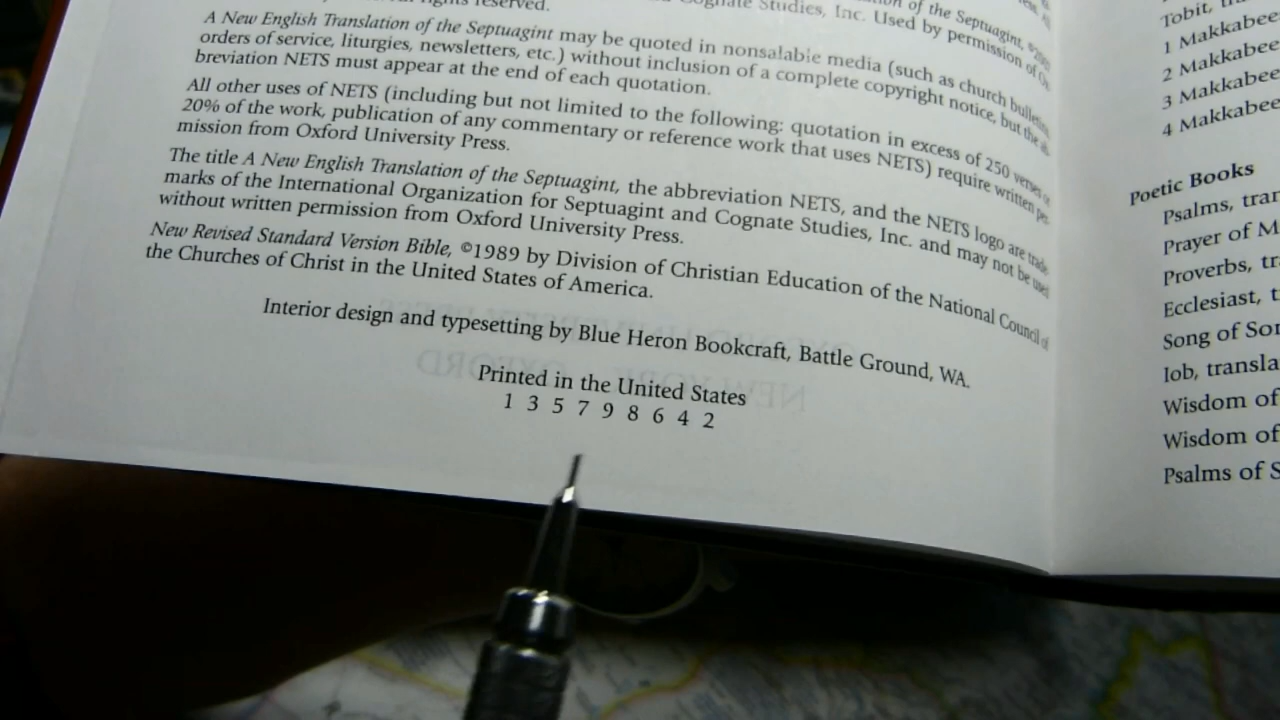 rights reserved.
Cognate Studies, Inc. Used by permission of
of the Septuagint, ©
A New English Translation of the Septuagint may be quoted in nonsalable media (such as church bulletins,
orders of service, liturgies, newsletters, etc.) without inclusion of a complete copyright notice, but the ab-
breviation NETS must appear at the end of each quotation.
All other uses of NETS (including but not limited to the following: quotation in excess of 250 verses or
20% of the work, publication of any commentary or reference work that uses NETS) require written per-
mission from Oxford University Press.
The title A New English Translation of the Septuagint, the abbreviation NETS, and the NETS logo are trade-
marks of the International Organization for Septuagint and Cognate Studies, Inc. and may not be used
without written permission from Oxford University Press.
New Revised Standard Version Bible, ©1989 by Division of Christian Education of the National Council of
the Churches of Christ in the United States of America.
Interior design and typesetting by Blue Heron Bookcraft, Battle Ground, WA.
Printed in the United States
1 3 5 7 9 8 6 4 2
Tobit,
1 Makkabee
2 Makkabee
3 Makkabee
4 Makkabee
Poetic Books
Psalms, tran
Prayer of M
Proverbs, tr
Ecclesiast, t
Song of Son
Iob, transla
Wisdom of
Wisdom of
Psalms of S